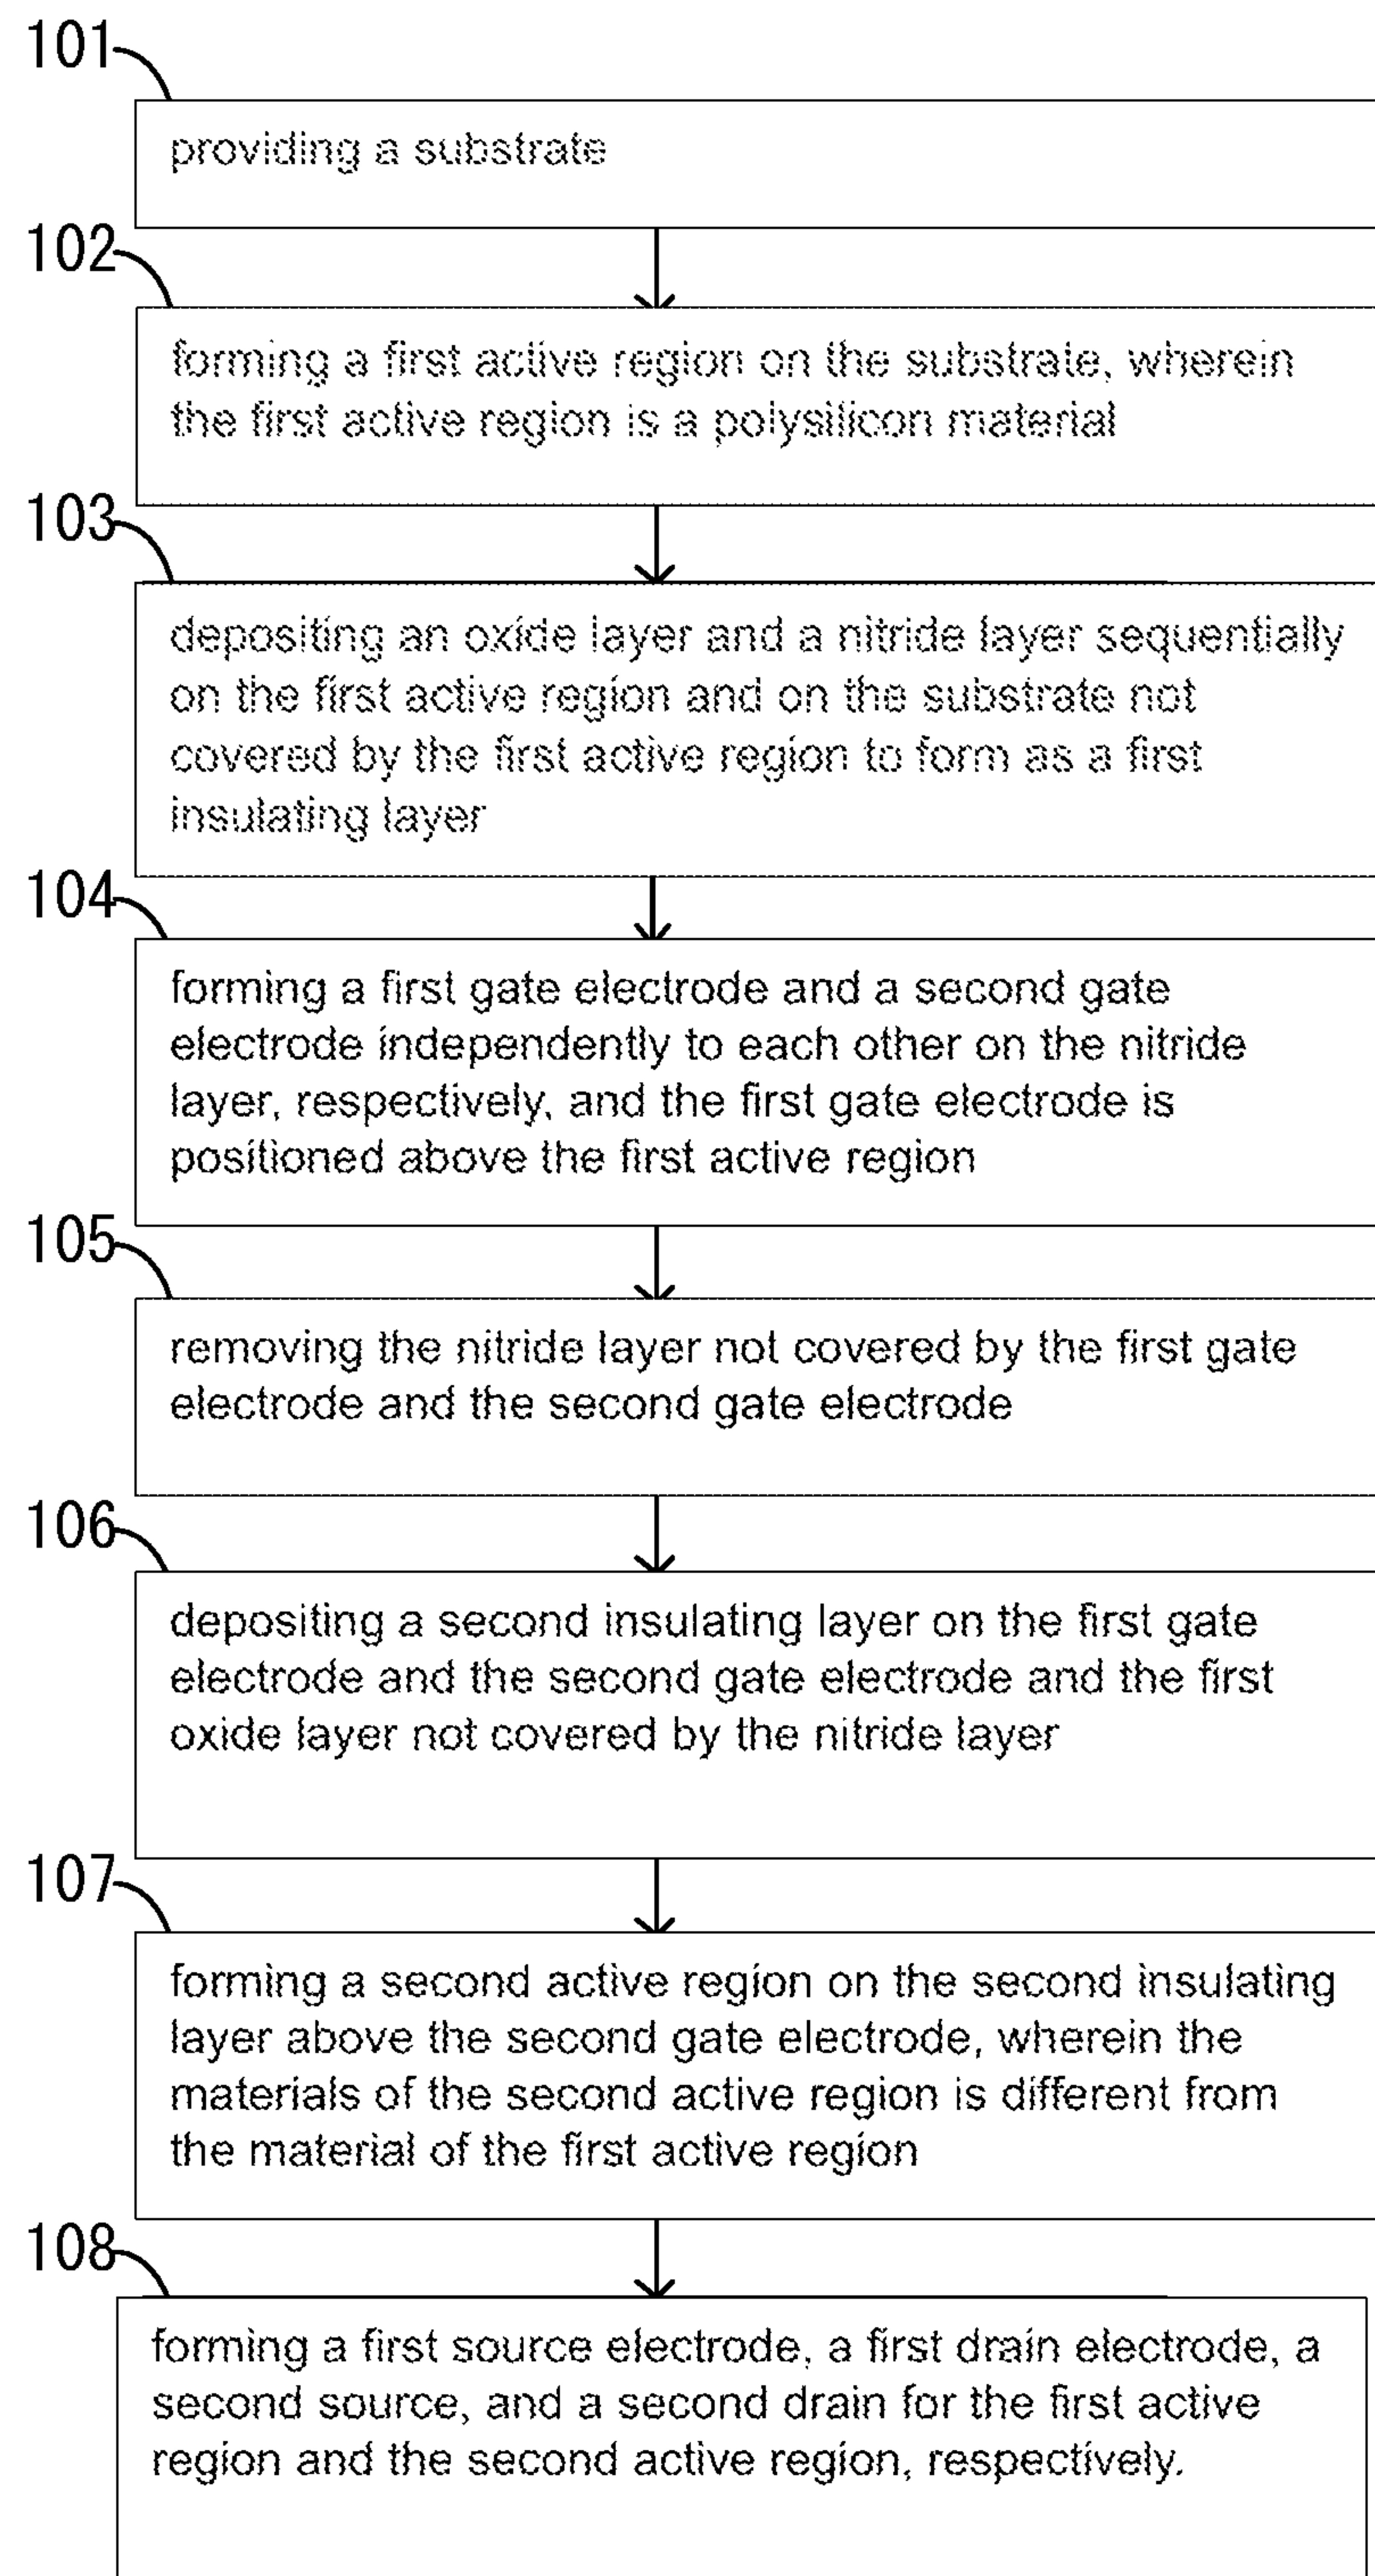 101
providing a substrate
102
forming a first active region on the substrate, wherein
the first active region is a polysilicon material
103
depositing an oxide layer and a nitride layer sequentially
on the first active region and on the substrate not
covered by the first active region to form as a first
insulating layer
104
forming a first gate electrode and a second gate
electrode independently to each other on the nitride
layer, respectively, and the first gate electrode is
positioned above the first active region
105
removing the nitride layer not covered by the first gate
electrode and the second gate electrode
106
depositing a second insulating layer on the first gate
electrode and the second gate electrode and the first
oxide layer not covered by the nitride layer
107
forming a second active region on the second insulating
layer above the second gate electrode, wherein the
materials of the second active region is different from
the material of the first active region
108
forming a first source electrode, a first drain electrode, a
second source, and a second drain for the first active
region and the second active region, respectively.